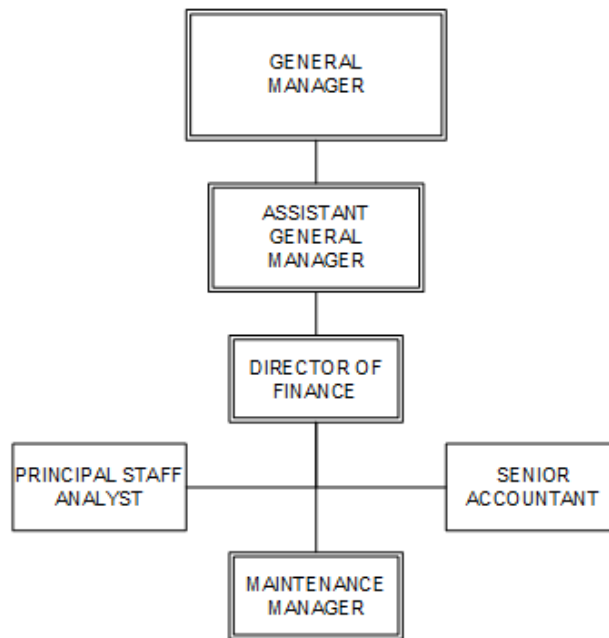 GENERAL
MANAGER
ASSISTANT
GENERAL
MANAGER
DIRECTOR OF
FINANCE
PRINCIPAL STAFF
ANALYST
SENIOR
ACCOUNTANT
MAINTENANCE
MANAGER